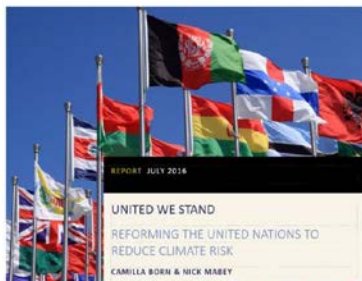 REPORT JULY 2016
UNITED WE STAND
REFORMING THE UNITED NATIONS TO
REDUCE CLIMATE RISK
CAMILLA BORN & NICK MABEY